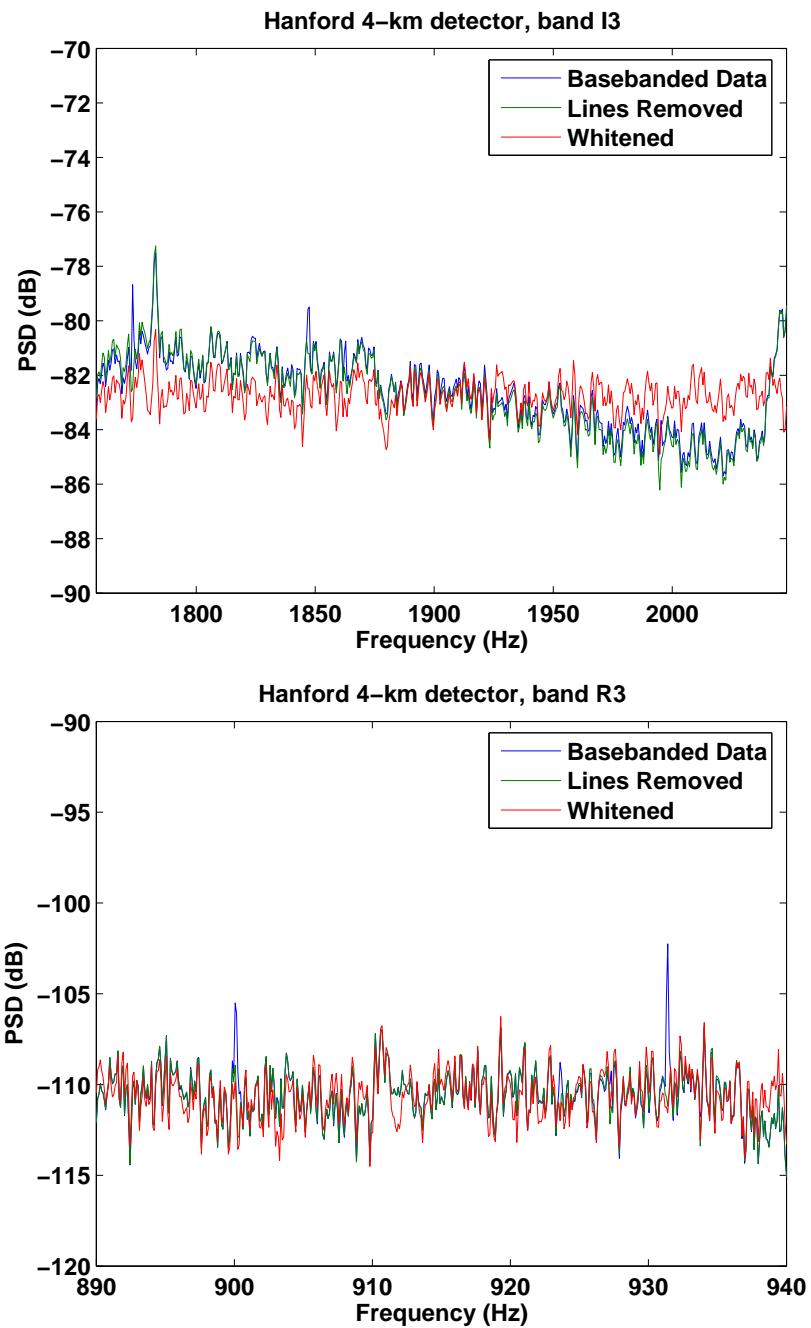 Hanford 4−km detector, band I3
−70
−72
−74
−76
−78
−80
−82
−84
−86
−88
−90
PSD (dB)
Basebanded Data
Lines Removed
Whitened
1800 1850 1900 1950 2000
Frequency (Hz)
Hanford 4−km detector, band R3
−90
−95
−100
−105
−110
−115
−120
PSD (dB)
Basebanded Data
Lines Removed
Whitened
890 900 910 920 930 940
Frequency (Hz)